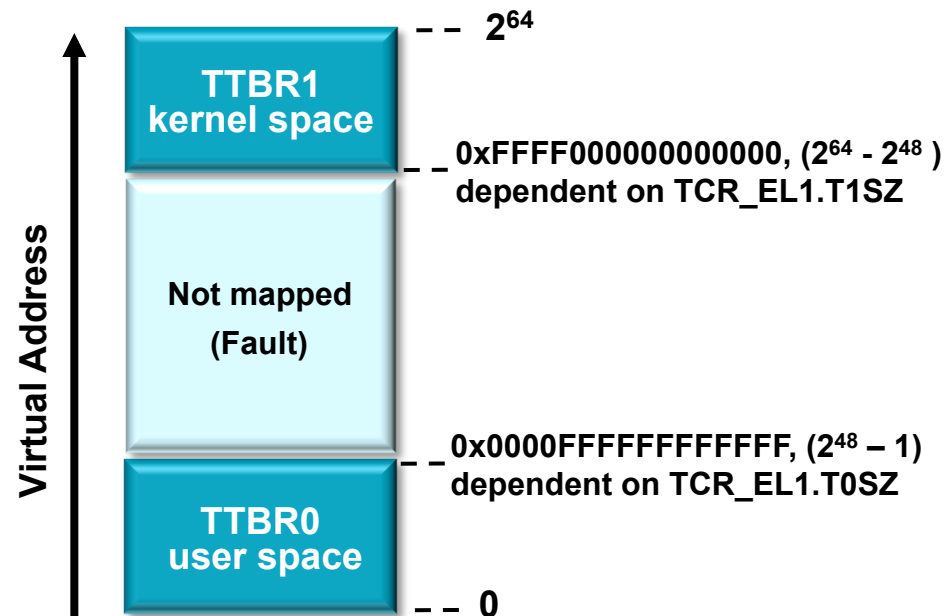 2⁶⁴
TTBR1
kernel space
0xFFFF000000000000, (2⁶⁴ - 2⁴⁸ )
dependent on TCR_EL1.T1SZ
Virtual Address
Not mapped
(Fault)
0x0000FFFFFFFFFFFF, (2⁴⁸ – 1)
dependent on TCR_EL1.T0SZ
TTBR0
user space
0